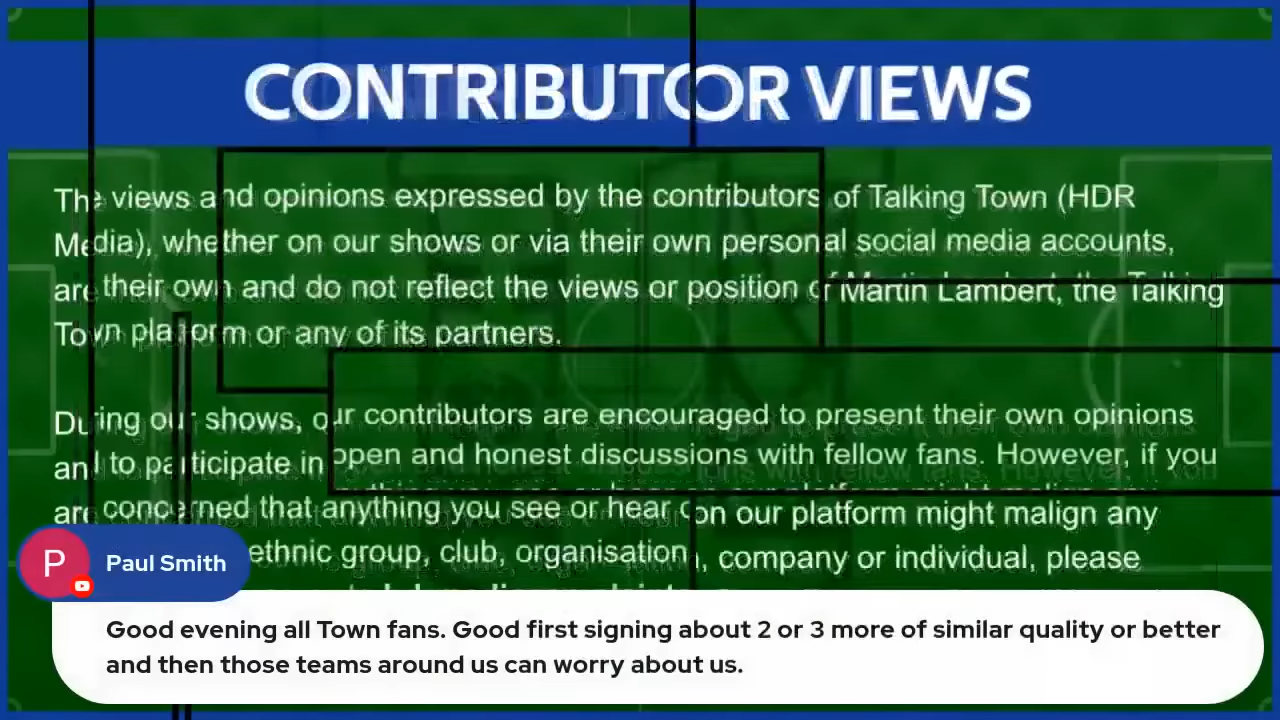 CONTRIBUTOR VIEWS
The views and opinions expressed by the contributors of Talking Town (HDR
Media), whether on our shows or via their own personal social media accounts,
are their own and do not reflect the views or position of Martin Lambert, the Talking
Town platform or any of its partners.
During our shows, our contributors are encouraged to present their own opinions
and to participate in open and honest discussions with fellow fans. However, if you
are concerned that anything you see or hear on our platform might malign any
ethnic group, club, organisation, company or individual, please
P
Paul Smith
Good evening all Town fans. Good first signing about 2 or 3 more of similar quality or better
and then those teams around us can worry about us.